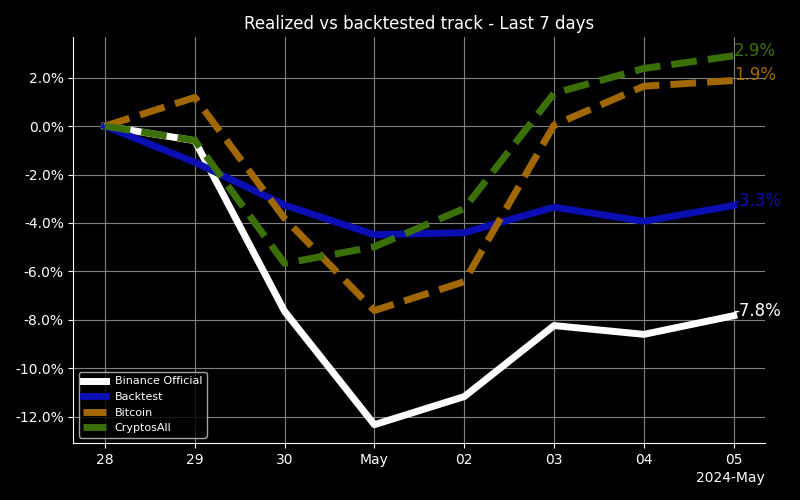 Realized vs backtested track - Last 7 days
2.9%
1.9%
-3.3%
-7.8%
2.0%
0.0%
-2.0%
-4.0%
-6.0%
-8.0%
-10.0%
-12.0%
Binance Official
Backtest
Bitcoin
CryptosAll
28 29 30 May 02 03 04 05
2024-May